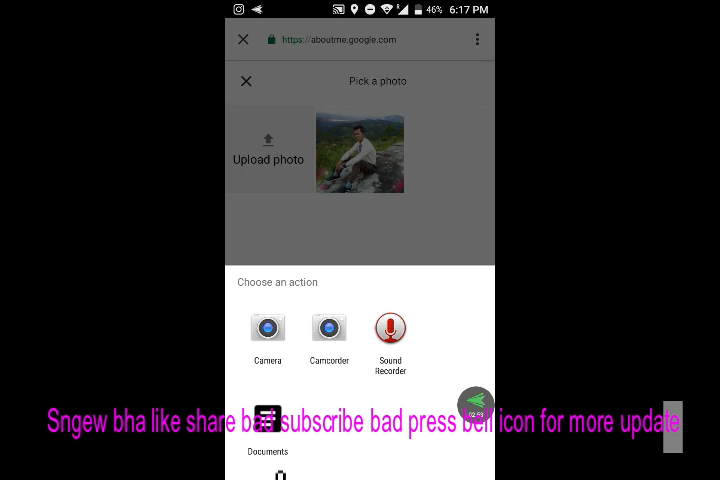 46% 6:17 PM
https://aboutme.google.com
Pick a photo
Upload photo
Choose an action
Camera
Camcorder
Sound
Recorder
Sngew bha like share bad subscribe bad press bell icon for more update
Documents